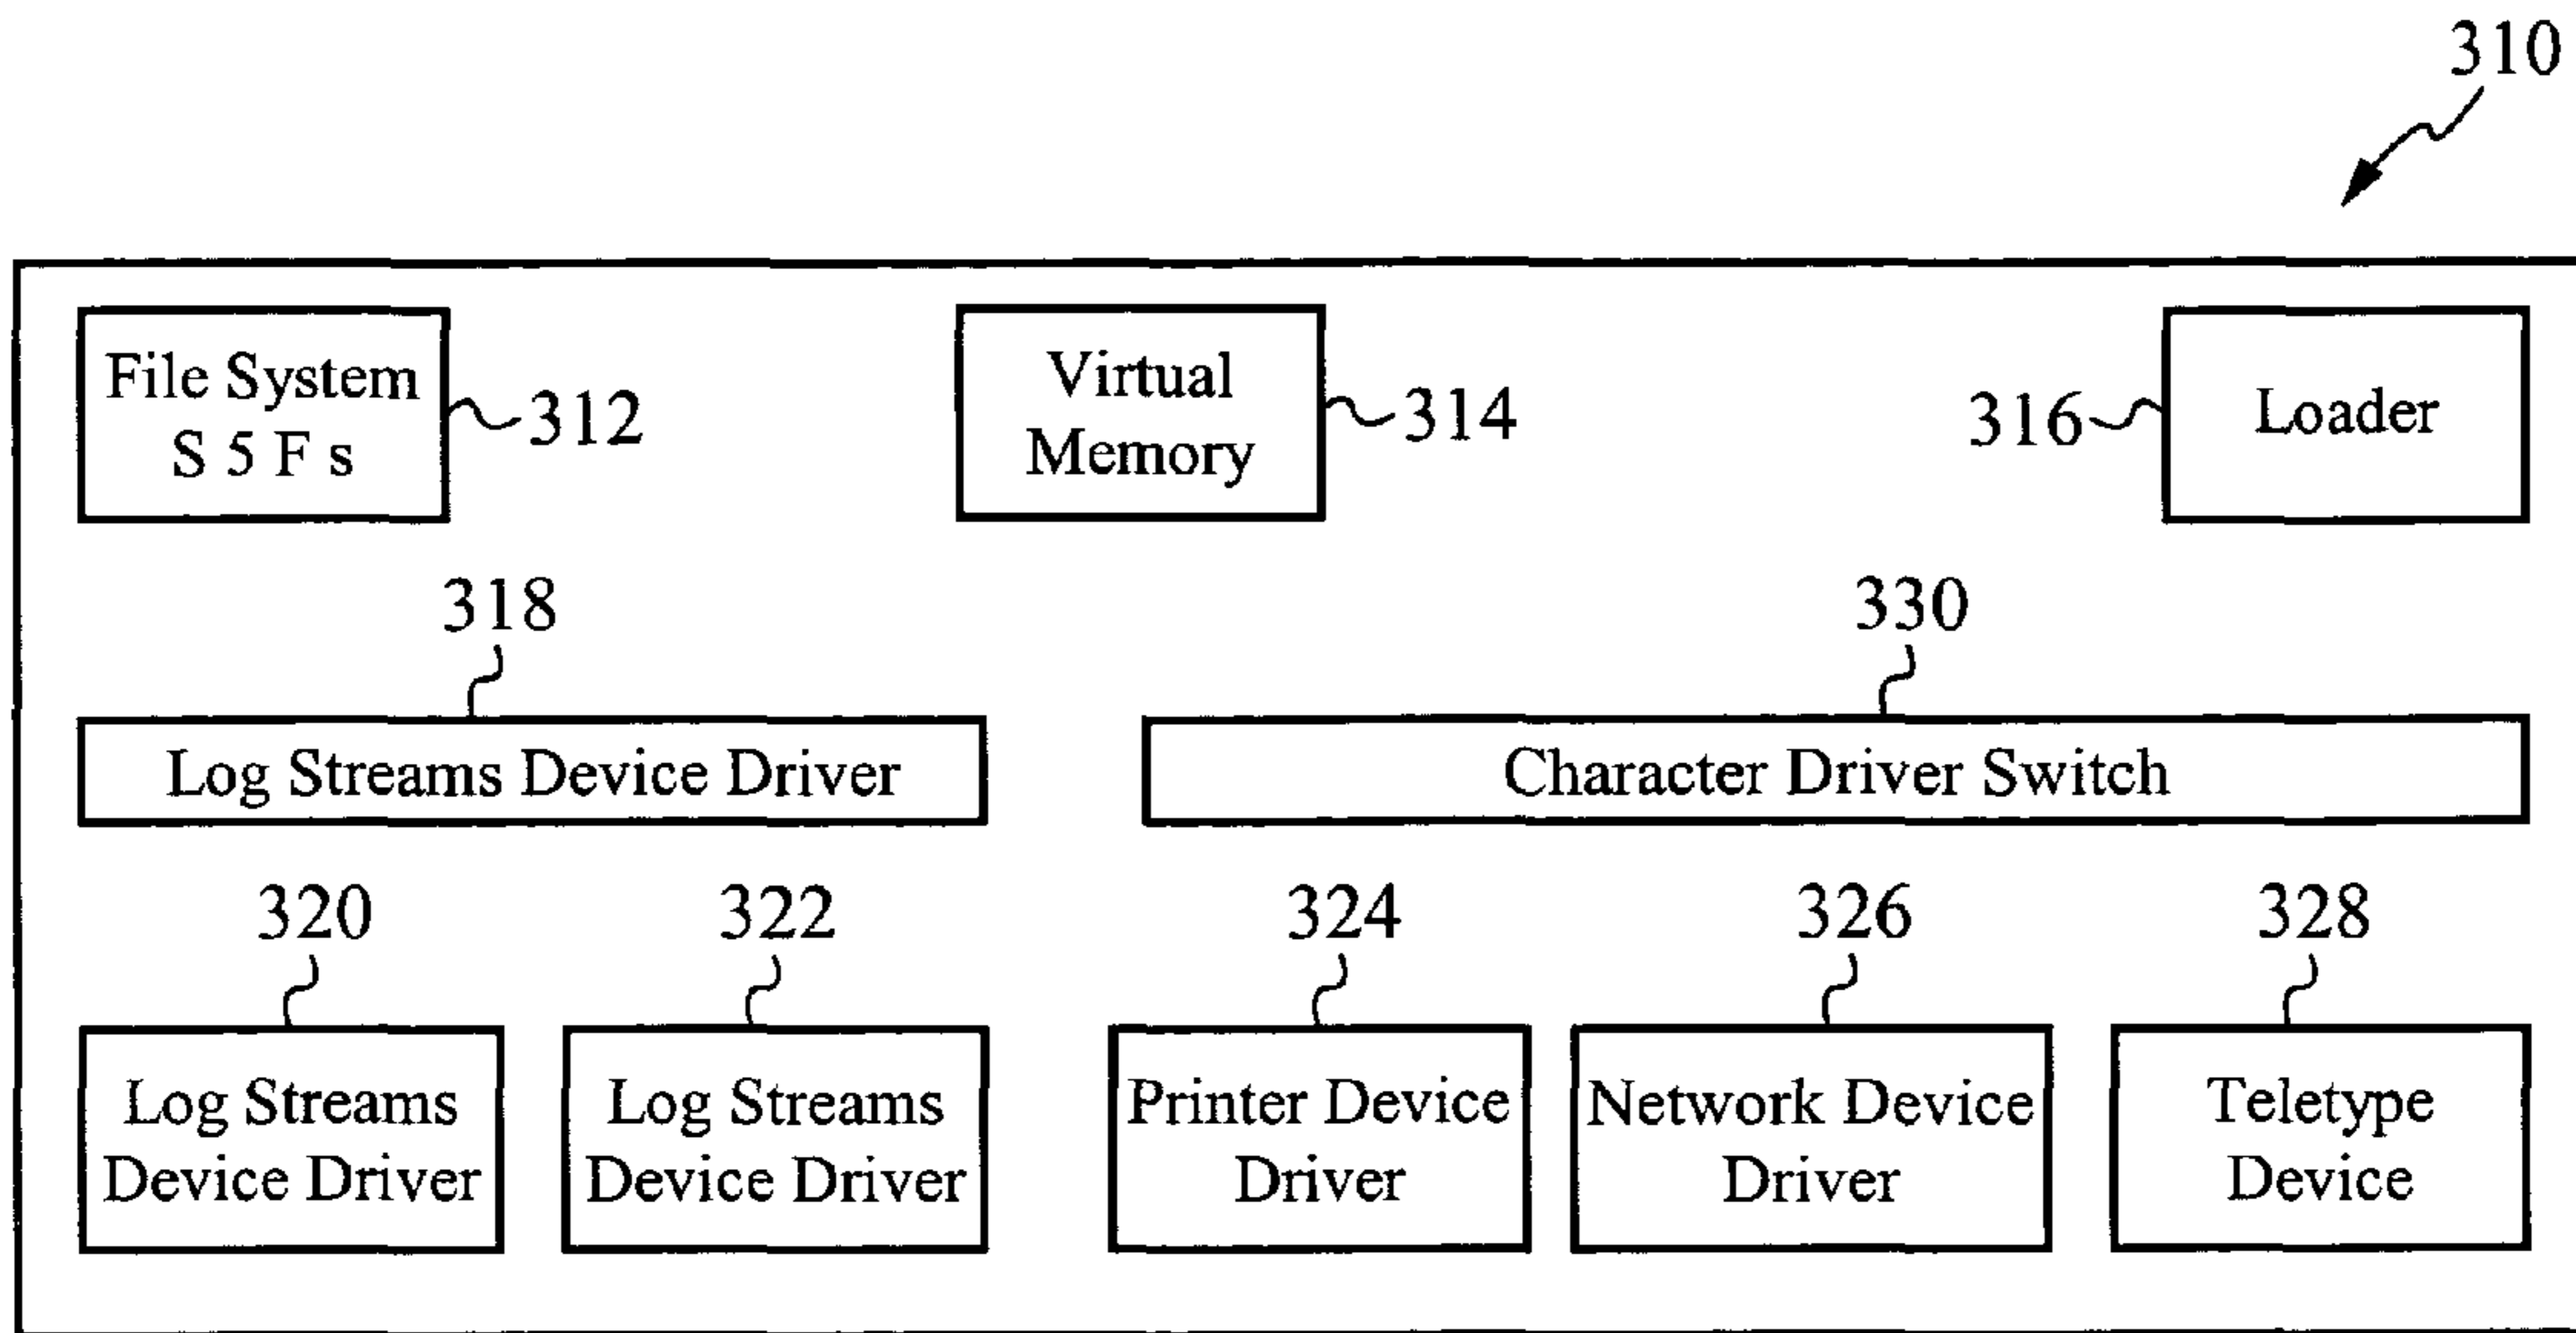 310
File System
S 5 F s
312
Virtual
Memory
314
316
Loader
318
330
Log Streams Device Driver
Character Driver Switch
320
322
324
326
328
Log Streams
Device Driver
Log Streams
Device Driver
Printer Device
Driver
Network Device
Driver
Teletype
Device